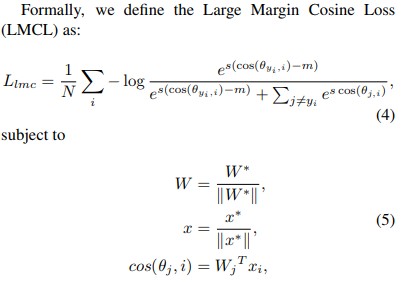 Formally, we define the Large Margin Cosine Loss
(LMCL) as:
$L_{lmc} = \frac{1}{N} \sum_{i} -\log \frac{e^{s(\cos(\theta_{y_i,i})-m)}}{e^{s(\cos(\theta_{y_i,i})-m)} + \sum_{j \neq y_i} e^{s\cos(\theta_{j,i})}},$
(4)
subject to
$W = \frac{W^*}{\|W^*\|},$
$x = \frac{x^*}{\|x^*\|},$ (5)
$cos(\theta_j, i) = W_j{}^T x_i,$